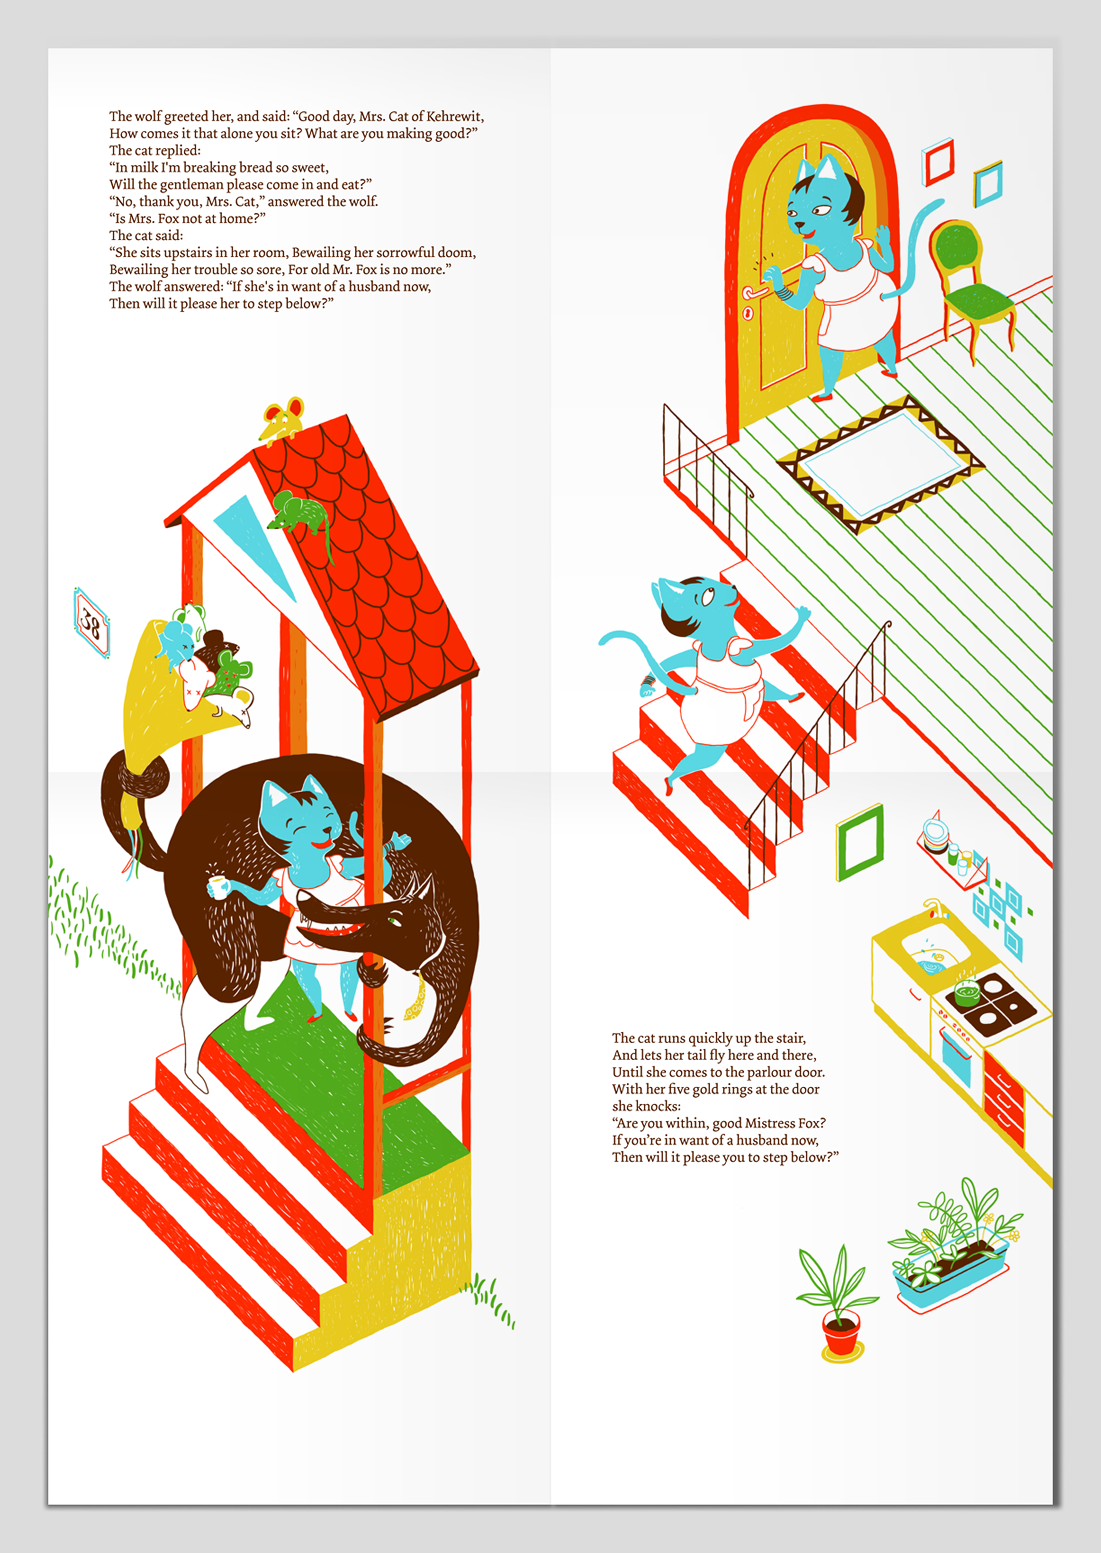 The wolf greeted her, and said: “Good day, Mrs. Cat of Kehrewit,
How comes it that alone you sit? What are you making good?”
The cat replied:
“In milk I'm breaking bread so sweet,
Will the gentleman please come in and eat?”
“No, thank you, Mrs. Cat,” answered the wolf.
“Is Mrs. Fox not at home?”
The cat said:
“She sits upstairs in her room, Bewailing her sorrowful doom,
Bewailing her trouble so sore, For old Mr. Fox is no more.”
The wolf answered: “If she's in want of a husband now,
Then will it please her to step below?”
38
The cat runs quickly up the stair,
And lets her tail fly here and there,
Until she comes to the parlour door.
With her five gold rings at the door
she knocks:
“Are you within, good Mistress Fox?
If you’re in want of a husband now,
Then will it please you to step below?”